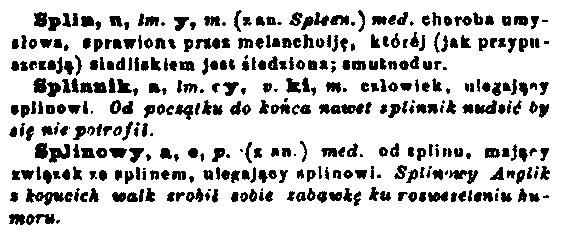 Splin, n, lm. y, m. (z an. Spleen.) med. choroba umy-
słowa, sprawiona przez melancholję, której (jak przypu-
szczają) siedliskiem jest śledziona; smutnodur.
Splinnik, a, lm. cy, v. ki, m. człowiek, ulegający
splinowi. Od początku do końca nawet splinnik nudzić by
się nie potrafił.
Splinowy, a, e, p. (z an.) med. od splinu, mający
związek ze splinem, ulegający splinowi. Splinowy Anglik
z kogucich walk zrobił sobie zabawkę ku rozweseleniu hu-
moru.